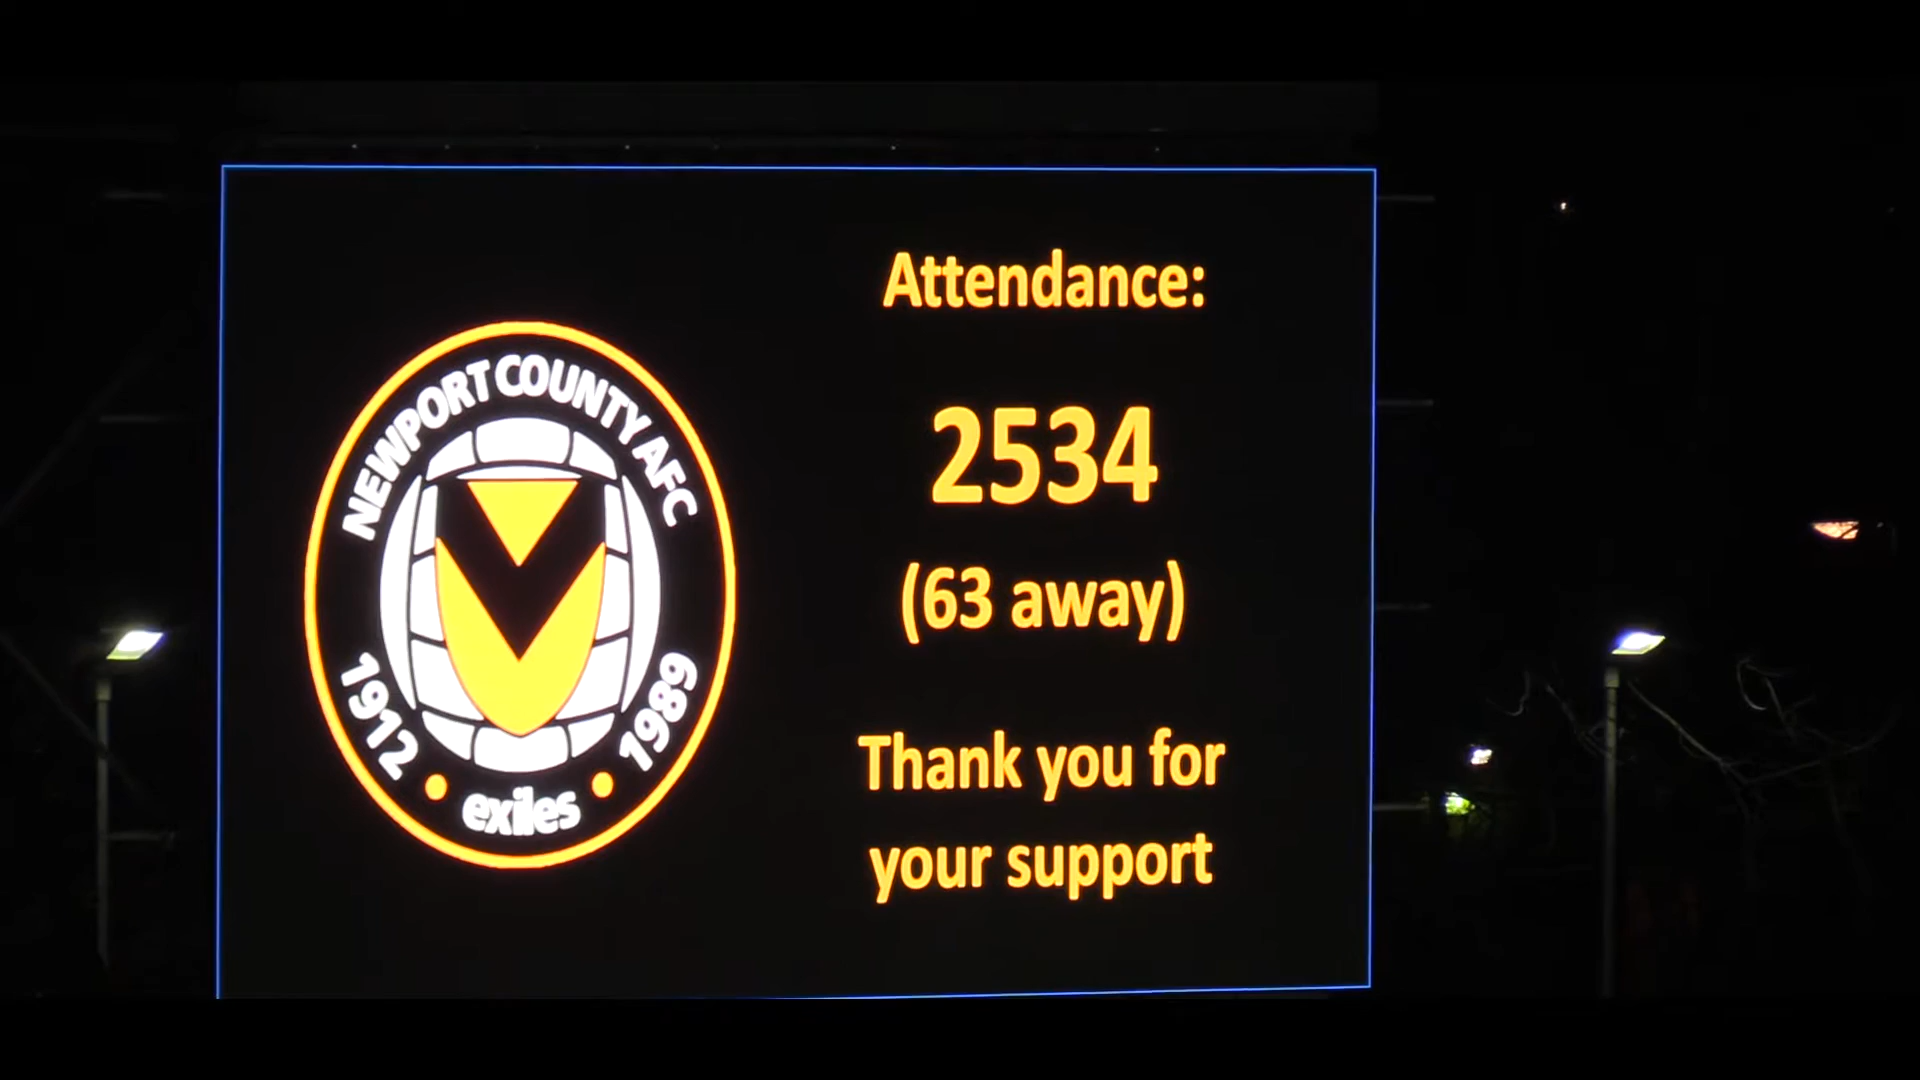 NEWPORT COUNTY AFC
1912
1989
exiles
Attendance:
2534
(63 away)
Thank you for
your support